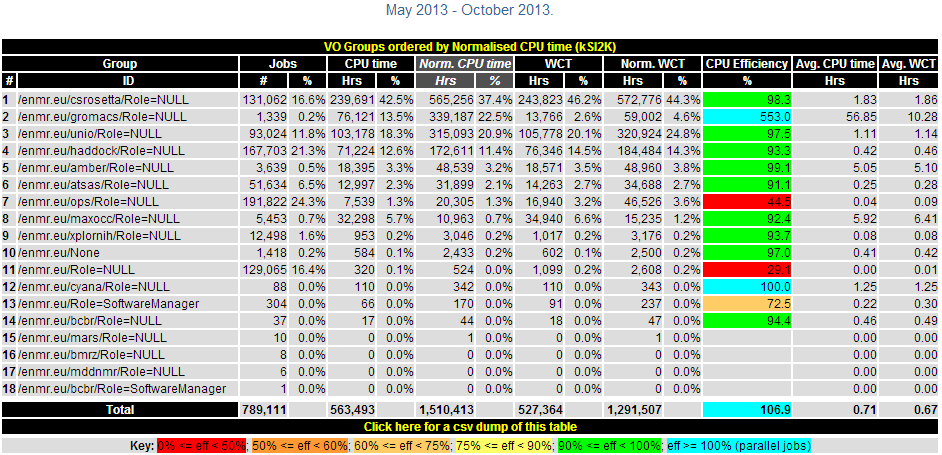 May 2013 - October 2013.
VO Groups ordered by Normalised CPU time (kSI2K)
Group Jobs CPU time Norm. CPU time WCT Norm. WCT CPU Efficiency Avg. CPU time Avg. WCT
# ID # % Hrs % Hrs % Hrs % Hrs % % Hrs Hrs
1 /enmr.eu/csrosetta/Role=NULL 131,062 16.6% 239,691 42.5% 565,256 37.4% 243,823 46.2% 572,776 44.3% 98.3 1.83 1.86
2 /enmr.eu/gromacs/Role=NULL 1,339 0.2% 76,121 13.5% 339,187 22.5% 13,766 2.6% 59,002 4.6% 553.0 56.85 10.28
3 /enmr.eu/unio/Role=NULL 93,024 11.8% 103,178 18.3% 315,093 20.9% 105,778 20.1% 320,924 24.8% 97.5 1.11 1.14
4 /enmr.eu/haddock/Role=NULL 167,703 21.3% 71,224 12.6% 172,611 11.4% 76,346 14.5% 184,484 14.3% 93.3 0.42 0.46
5 /enmr.eu/amber/Role=NULL 3,639 0.5% 18,395 3.3% 48,539 3.2% 18,571 3.5% 48,960 3.8% 99.1 5.05 5.10
6 /enmr.eu/atsas/Role=NULL 51,634 6.5% 12,997 2.3% 31,899 2.1% 14,263 2.7% 34,688 2.7% 91.1 0.25 0.28
7 /enmr.eu/ops/Role=NULL 191,822 24.3% 7,539 1.3% 20,305 1.3% 16,940 3.2% 46,526 3.6% 44.5 0.04 0.09
8 /enmr.eu/maxocc/Role=NULL 5,453 0.7% 32,298 5.7% 10,963 0.7% 34,940 6.6% 15,235 1.2% 92.4 5.92 6.41
9 /enmr.eu/xplornih/Role=NULL 12,498 1.6% 953 0.2% 3,046 0.2% 1,017 0.2% 3,176 0.2% 93.7 0.08 0.08
10 /enmr.eu/None 1,418 0.2% 584 0.1% 2,433 0.2% 602 0.1% 2,500 0.2% 97.0 0.41 0.42
11 /enmr.eu/Role=NULL 129,065 16.4% 320 0.1% 524 0.0% 1,099 0.2% 2,608 0.2% 29.1 0.00 0.01
12 /enmr.eu/cyana/Role=NULL 88 0.0% 110 0.0% 342 0.0% 110 0.0% 343 0.0% 100.0 1.25 1.25
13 /enmr.eu/Role=SoftwareManager 304 0.0% 66 0.0% 170 0.0% 91 0.0% 237 0.0% 72.5 0.22 0.30
14 /enmr.eu/bcbr/Role=NULL 37 0.0% 17 0.0% 44 0.0% 18 0.0% 47 0.0% 94.4 0.46 0.49
15 /enmr.eu/mars/Role=NULL 10 0.0% 0 0.0% 1 0.0% 0 0.0% 1 0.0% 0.00 0.00
16 /enmr.eu/bmrz/Role=NULL 8 0.0% 0 0.0% 0 0.0% 0 0.0% 0 0.0% 0.00 0.00
17 /enmr.eu/mddnmr/Role=NULL 6 0.0% 0 0.0% 0 0.0% 0 0.0% 0 0.0% 0.00 0.00
18 /enmr.eu/bcbr/Role=SoftwareManager 1 0.0% 0 0.0% 0 0.0% 0 0.0% 0 0.0% 0.00 0.00
Total 789,111 563,493 1,510,413 527,364 1,291,507 106.9 0.71 0.67
Click here for a csv dump of this table
Key: 0% <= eff < 50%; 50% <= eff < 60%; 60% <= eff < 75%; 75% <= eff < 90%; 90% <= eff < 100%; eff >= 100% (parallel jobs)